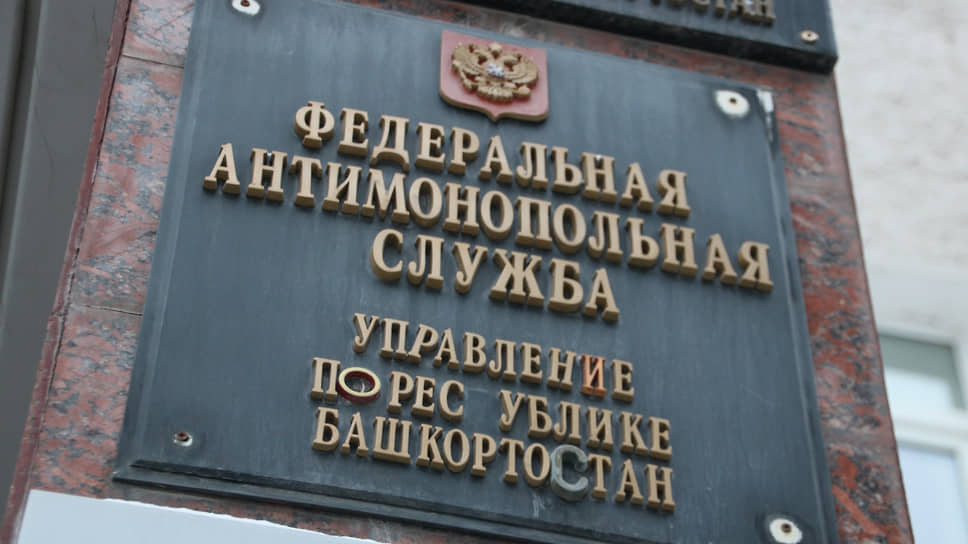 ФЕДЕРАЛЬНАЯ
АНТИМОНОПОЛЬНАЯ
СЛУЖБА
УПРАВЛЕНИЕ
ПО РЕС УБЛИКЕ
БАШКОРТОСТАН